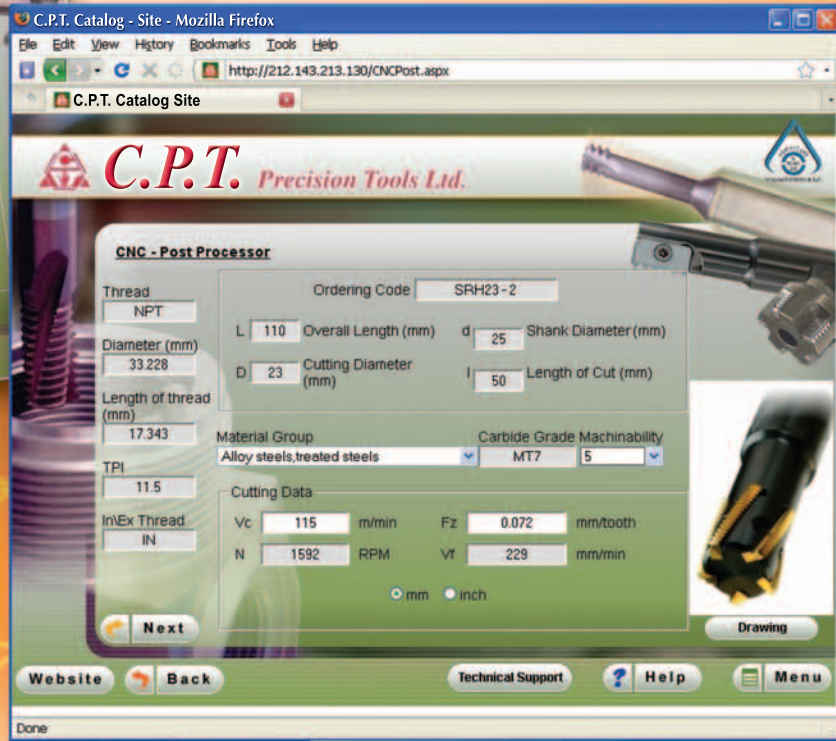 C.P.T. Catalog - Site - Mozilla Firefox
File Edit View History Bookmarks Tools Help
http://212.143.213.130/CNCPost.aspx
C.P.T. Catalog Site
C.P.T. Precision Tools Ltd.
CNC - Post Processor
Thread
NPT
Diameter (mm)
33.228
Length of thread
(mm)
17.343
TPI
11.5
In\Ex Thread
IN
Ordering Code SRH23-2
L 110 Overall Length (mm) d 25 Shank Diameter (mm)
D 23 Cutting Diameter
(mm)
l 50 Length of Cut (mm)
Material Group Carbide Grade Machinability
Alloy steels,treated steels MT7 5
Cutting Data
Vc 115 m/min Fz 0.072 mm/tooth
N 1592 RPM Vf 229 mm/min
mm inch
Next
Drawing
Website Back Technical Support ? Help Menu
Done